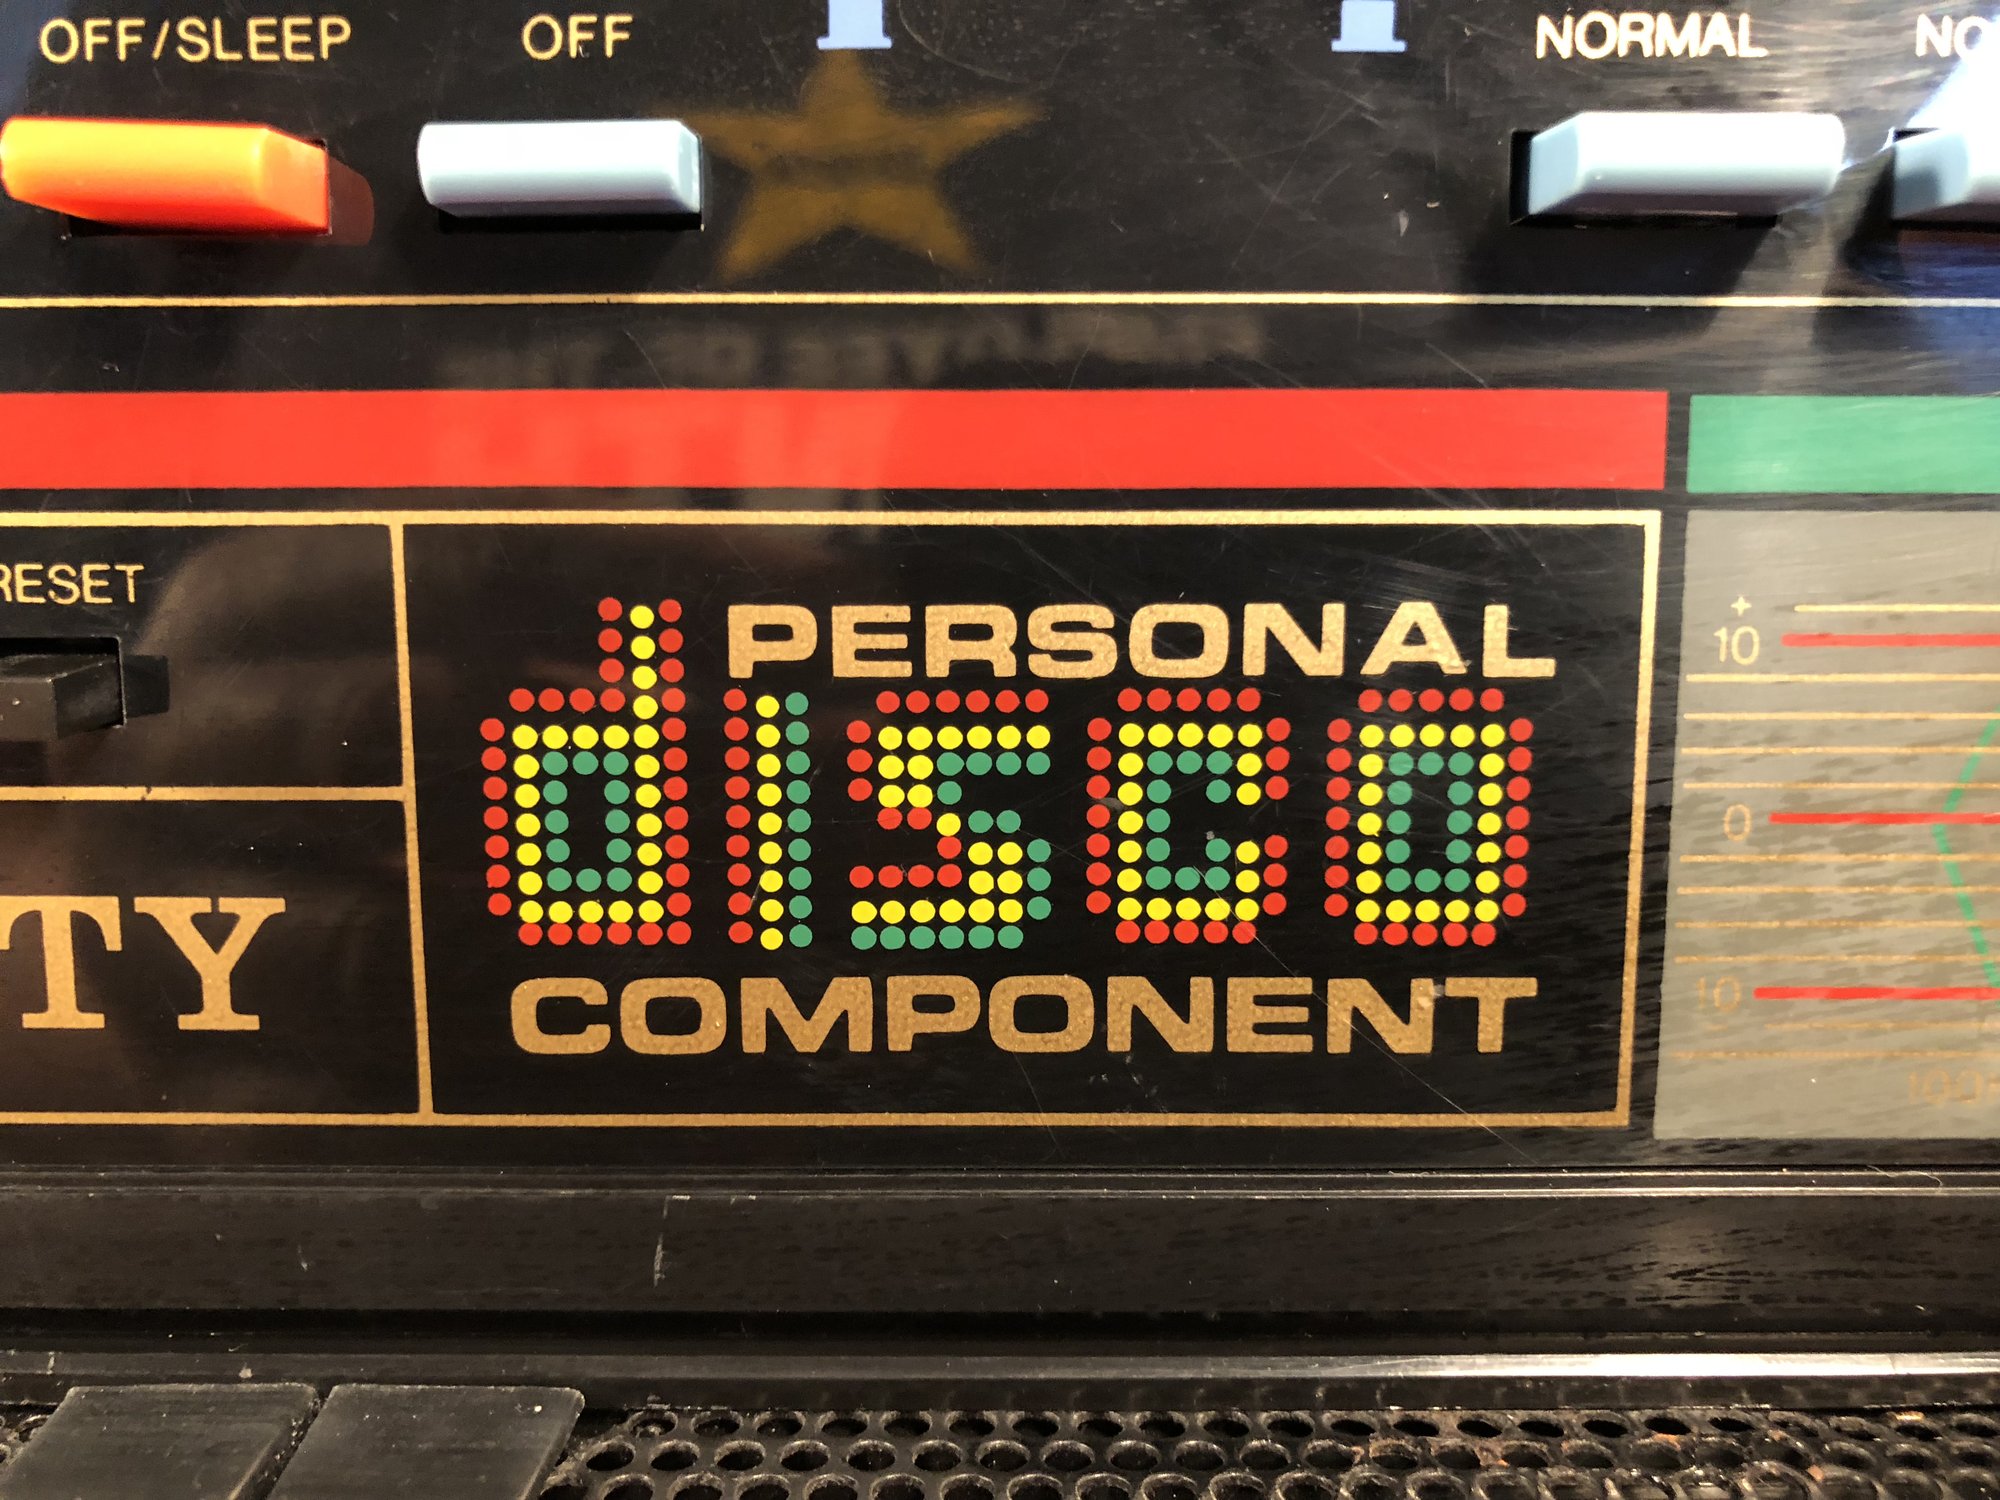 OFF/SLEEP
OFF
NORMAL
RESET
TY
PERSONAL
disco
COMPONENT
+
10
0
10